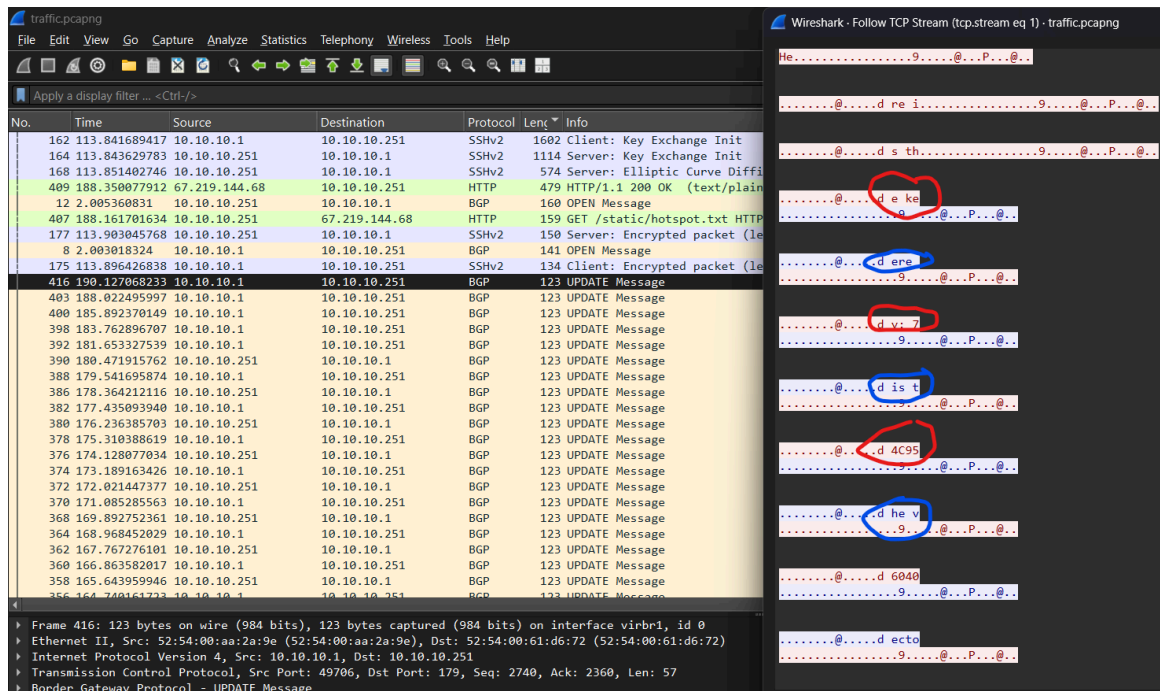 traffic.pcapng
File Edit View Go Capture Analyze Statistics Telephony Wireless Tools Help
Apply a display filter ... <Ctrl-/>
No. Time Source Destination Protocol Leng Info
162 113.841689417 10.10.10.1 10.10.10.251 SSHv2 1602 Client: Key Exchange Init
164 113.843629783 10.10.10.251 10.10.10.1 SSHv2 1114 Server: Key Exchange Init
168 113.851402746 10.10.10.251 10.10.10.1 SSHv2 574 Server: Elliptic Curve Diffi
409 188.350077912 67.219.144.68 10.10.10.251 HTTP 479 HTTP/1.1 200 OK (text/plain
12 2.005360831 10.10.10.251 10.10.10.1 BGP 160 OPEN Message
407 188.161701634 10.10.10.251 67.219.144.68 HTTP 159 GET /static/hotspot.txt HTTP
177 113.903045768 10.10.10.251 10.10.10.1 SSHv2 150 Server: Encrypted packet (le
8 2.003018324 10.10.10.1 10.10.10.251 BGP 141 OPEN Message
175 113.896426838 10.10.10.1 10.10.10.251 SSHv2 134 Client: Encrypted packet (le
416 190.127068233 10.10.10.1 10.10.10.251 BGP 123 UPDATE Message
403 188.022495997 10.10.10.1 10.10.10.251 BGP 123 UPDATE Message
400 185.892370149 10.10.10.1 10.10.10.251 BGP 123 UPDATE Message
398 183.762896707 10.10.10.1 10.10.10.251 BGP 123 UPDATE Message
392 181.653327539 10.10.10.1 10.10.10.251 BGP 123 UPDATE Message
390 180.471915762 10.10.10.251 10.10.10.1 BGP 123 UPDATE Message
388 179.541695874 10.10.10.1 10.10.10.251 BGP 123 UPDATE Message
386 178.364212116 10.10.10.251 10.10.10.1 BGP 123 UPDATE Message
382 177.435093940 10.10.10.1 10.10.10.251 BGP 123 UPDATE Message
380 176.236385703 10.10.10.251 10.10.10.1 BGP 123 UPDATE Message
378 175.310388619 10.10.10.1 10.10.10.251 BGP 123 UPDATE Message
376 174.128077034 10.10.10.251 10.10.10.1 BGP 123 UPDATE Message
374 173.189163426 10.10.10.1 10.10.10.251 BGP 123 UPDATE Message
372 172.021447377 10.10.10.251 10.10.10.1 BGP 123 UPDATE Message
370 171.085285563 10.10.10.1 10.10.10.251 BGP 123 UPDATE Message
368 169.892752361 10.10.10.251 10.10.10.1 BGP 123 UPDATE Message
364 168.968452029 10.10.10.1 10.10.10.251 BGP 123 UPDATE Message
362 167.767276101 10.10.10.251 10.10.10.1 BGP 123 UPDATE Message
360 166.863582017 10.10.10.1 10.10.10.251 BGP 123 UPDATE Message
358 165.643959946 10.10.10.251 10.10.10.1 BGP 123 UPDATE Message
356 164.740161723 10.10.10.1 10.10.10.251 BGP 123 UPDATE Message
Frame 416: 123 bytes on wire (984 bits), 123 bytes captured (984 bits) on interface virbr1, id 0
Ethernet II, Src: 52:54:00:aa:2a:9e (52:54:00:aa:2a:9e), Dst: 52:54:00:61:d6:72 (52:54:00:61:d6:72)
Internet Protocol Version 4, Src: 10.10.10.1, Dst: 10.10.10.251
Transmission Control Protocol, Src Port: 49706, Dst Port: 179, Seq: 2740, Ack: 2360, Len: 57
Border Gateway Protocol - UPDATE Message
Wireshark · Follow TCP Stream (tcp.stream eq 1) · traffic.pcapng
He.................9.....@...P...@..
........@.....d re i.................9.....@...P...@..
........@.....d s th.................9.....@...P...@..
........@.....d e ke
.................9.....@...P...@..
........@.....d ere
.................9.....@...P...@..
........@.....d y: 7
.................9.....@...P...@..
........@.....d is t
.................9.....@...P...@..
........@.....d 4C95
.................9.....@...P...@..
........@.....d he v
.................9.....@...P...@..
........@.....d 6040
.................9.....@...P...@..
........@.....d ecto
.................9.....@...P...@..